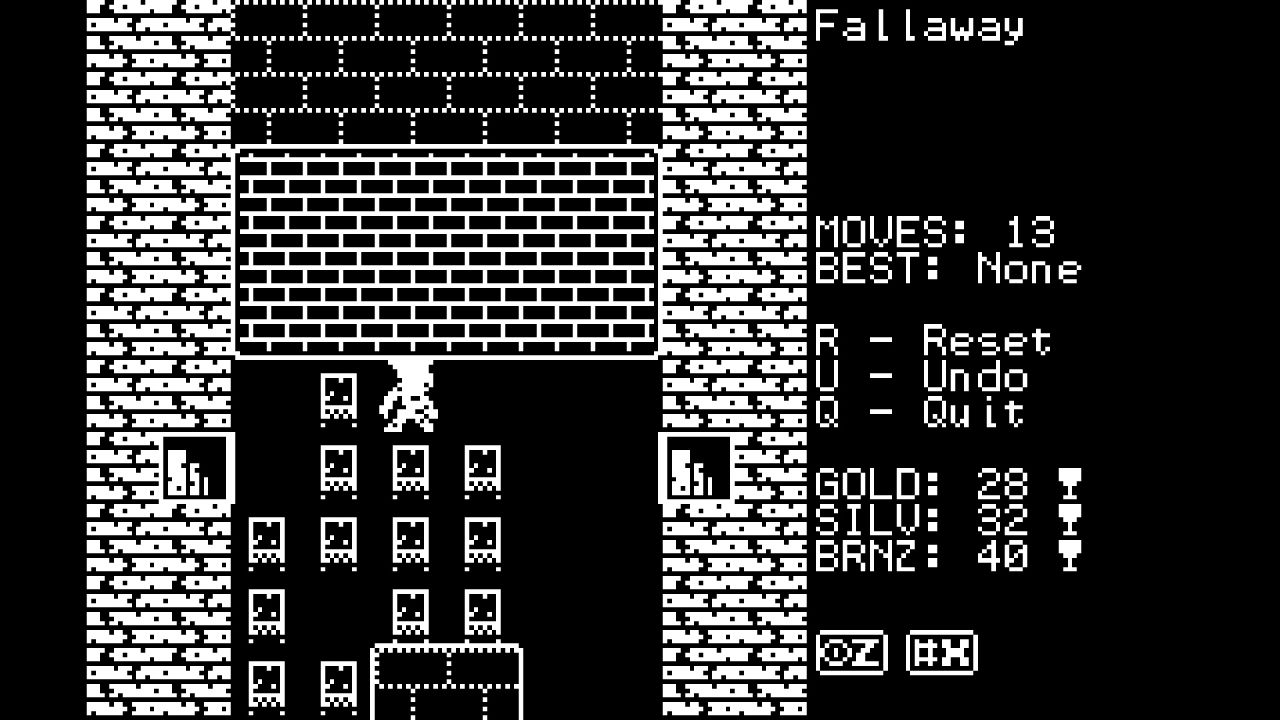 Fallaway
MOVES: 13
BEST: None
R - Reset
U - Undo
Q - Quit
GOLD: 28
SILV: 32
BRNZ: 40
Z #X